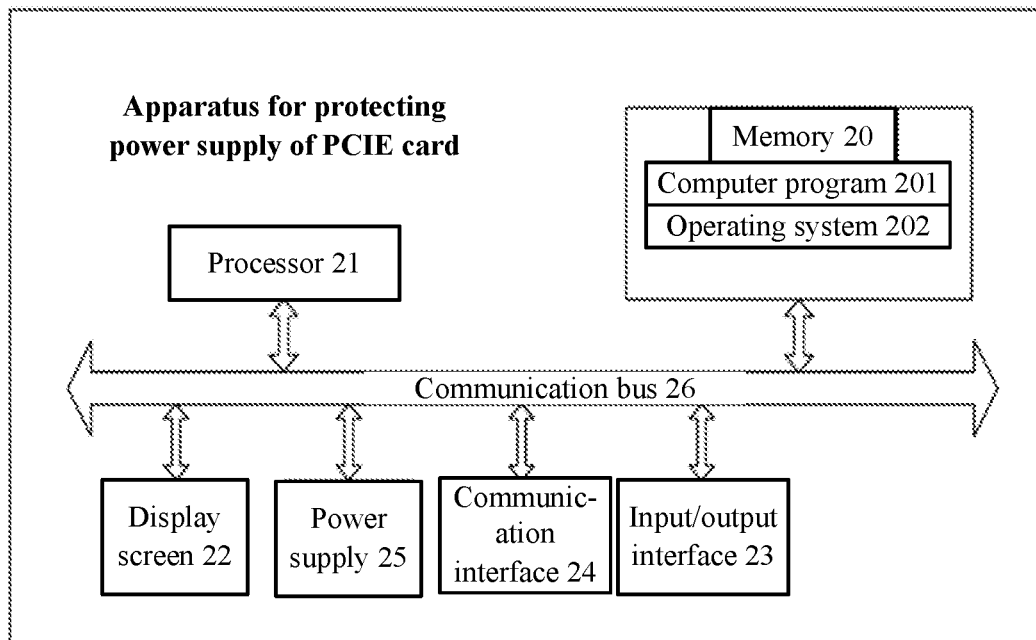 Apparatus for protecting
power supply of PCIE card
Memory 20
Computer program 201
Operating system 202
Processor 21
Communication bus 26
Display
screen 22
Power
supply 25
Communic-
ation
interface 24
Input/output
interface 23